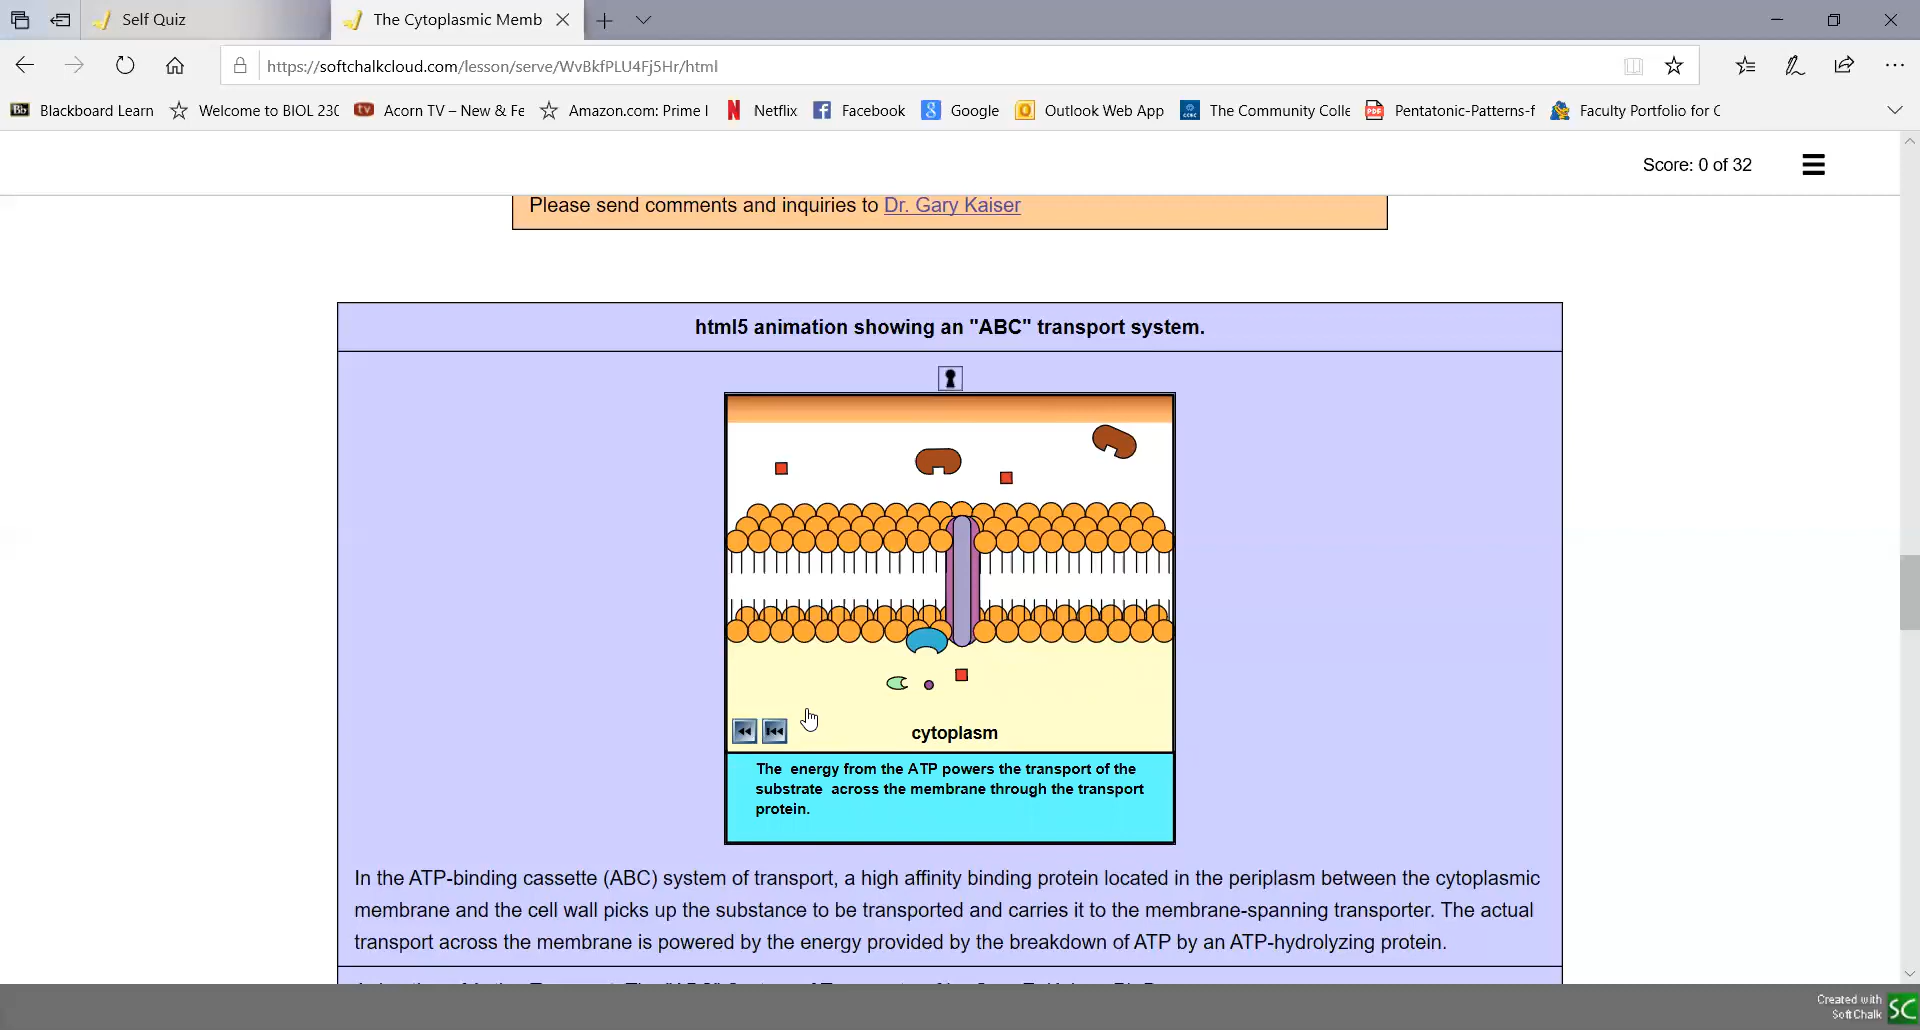 Self Quiz
The Cytoplasmic Memb
https://softchalkcloud.com/lesson/serve/WvBkfPLU4Fj5Hr/html
Bb Blackboard Learn Welcome to BIOL 230 tv Acorn TV – New & Fe Amazon.com: Prime I N Netflix f Facebook 8 Google Outlook Web App CCBC The Community Colle PDF Pentatonic-Patterns-f Faculty Portfolio for C
Score: 0 of 32
Please send comments and inquiries to Dr. Gary Kaiser
html5 animation showing an "ABC" transport system.
cytoplasm
The energy from the ATP powers the transport of the
substrate across the membrane through the transport
protein.
In the ATP-binding cassette (ABC) system of transport, a high affinity binding protein located in the periplasm between the cytoplasmic
membrane and the cell wall picks up the substance to be transported and carries it to the membrane-spanning transporter. The actual
transport across the membrane is powered by the energy provided by the breakdown of ATP by an ATP-hydrolyzing protein.
Created with
SoftChalk SC